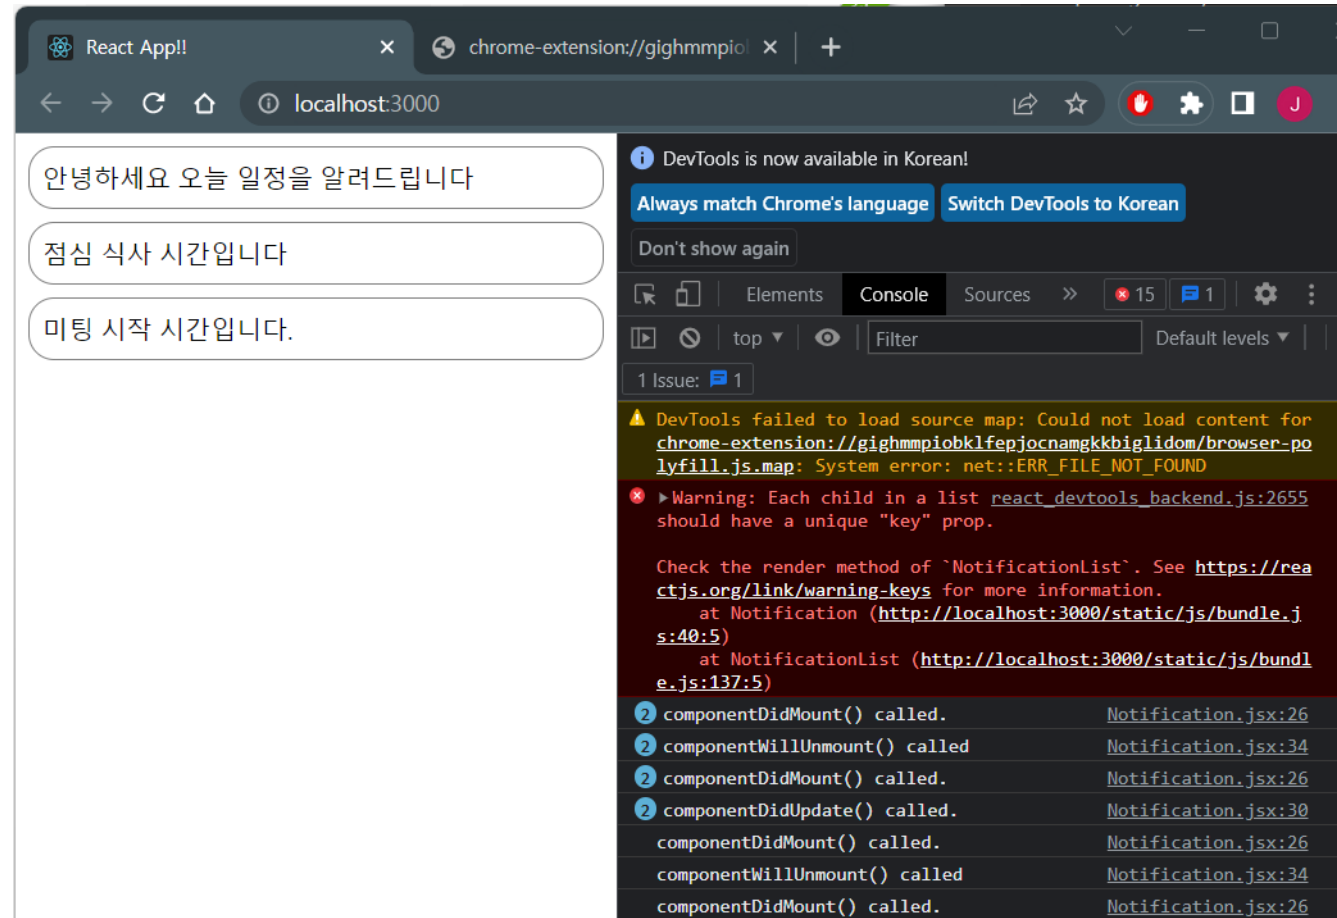 React App!!
chrome-extension://gighmmpiol
localhost:3000
J
안녕하세요 오늘 일정을 알려드립니다
점심 식사 시간입니다
미팅 시작 시간입니다.
DevTools is now available in Korean!
Always match Chrome's language Switch DevTools to Korean
Don't show again
Elements Console Sources 15 1
top Filter Default levels
1 Issue: 1
DevTools failed to load source map: Could not load content for
chrome-extension://gighmmpiobklfepjocnamgkkbiglidom/browser-po
lyfill.js.map: System error: net::ERR_FILE_NOT_FOUND
Warning: Each child in a list react_devtools_backend.js:2655
should have a unique "key" prop.
Check the render method of `NotificationList`. See https://rea
ctjs.org/link/warning-keys for more information.
at Notification (http://localhost:3000/static/js/bundle.j
s:40:5)
at NotificationList (http://localhost:3000/static/js/bundl
e.js:137:5)
2 componentDidMount() called. Notification.jsx:26
2 componentWillUnmount() called Notification.jsx:34
2 componentDidMount() called. Notification.jsx:26
2 componentDidUpdate() called. Notification.jsx:30
componentDidMount() called. Notification.jsx:26
componentWillUnmount() called Notification.jsx:34
componentDidMount() called. Notification.jsx:26